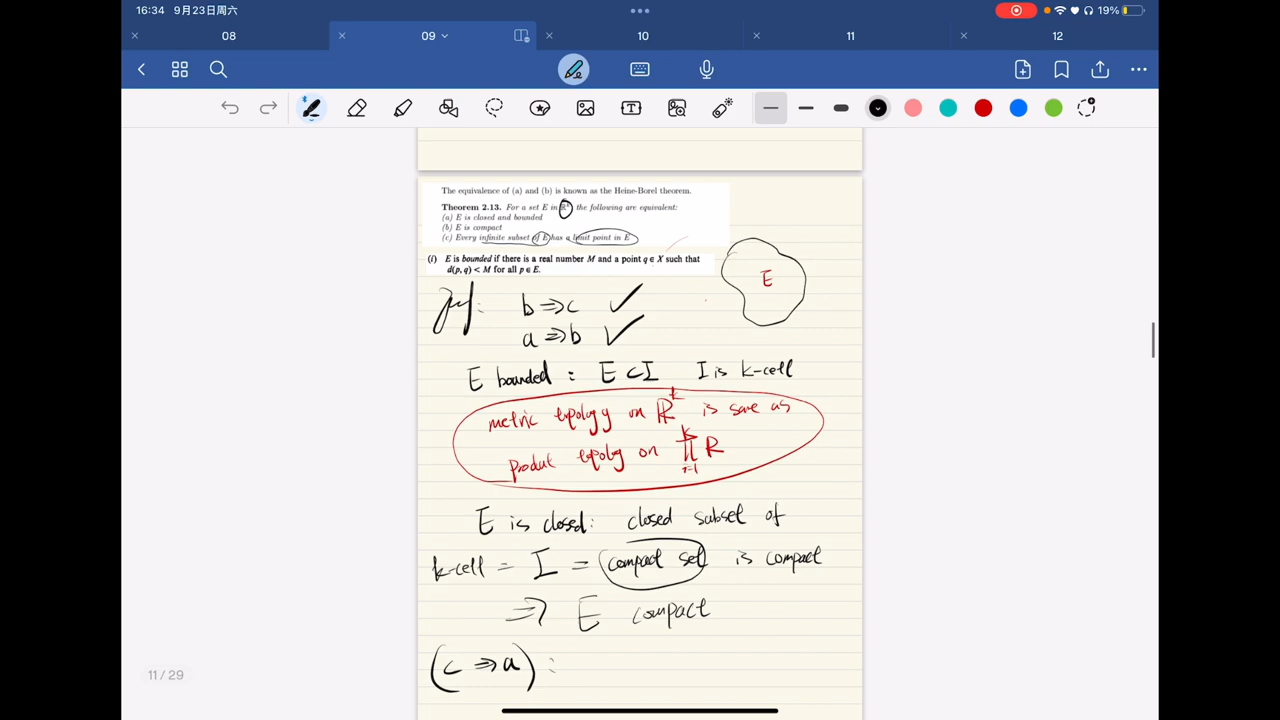 16:34 9月23日周六
19%
08
09
10
11
12
The equivalence of (a) and (b) is known as the Heine-Borel theorem.
Theorem 2.13. For a set E in ℝᵏ the following are equivalent:
(a) E is closed and bounded
(b) E is compact
(c) Every infinite subset of E has a limit point in E
(i) E is bounded if there is a real number M and a point q ∈ X such that
d(p, q) < M for all p ∈ E.
E
b ⇒ c ✓
a ⇒ b ✓
E bounded : E ⊂ I I is k-cell
metric topology on ℝᵏ is same as
product topology on ∏ᵏᵢ₌₁ R
E is closed: closed subset of
k-cell = I = compact set is compact
⇒ E compact
(c ⇒ a) :
11 / 29